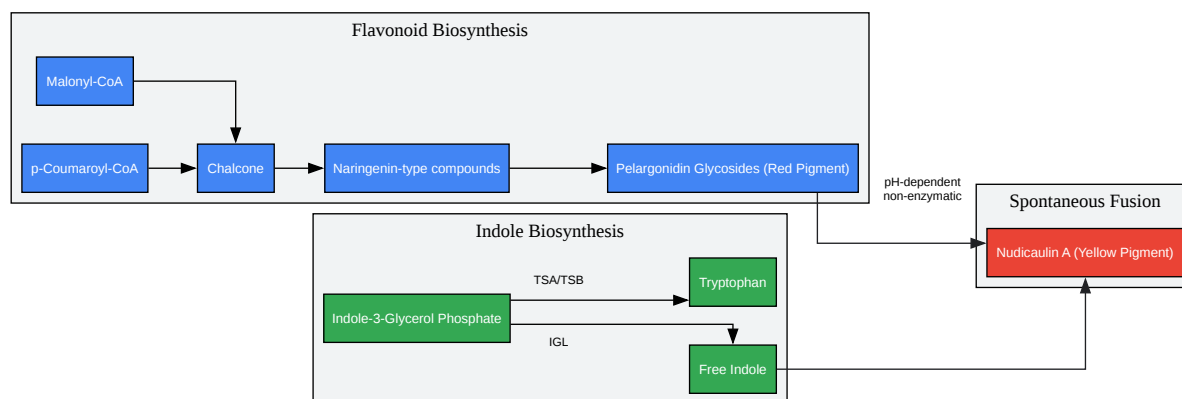 Flavonoid Biosynthesis
Malonyl-CoA
p-Coumaroyl-CoA
Chalcone
Naringenin-type compounds
Pelargonidin Glycosides (Red Pigment)
pH-dependent
non-enzymatic
Spontaneous Fusion
Nudicaulin A (Yellow Pigment)
Indole Biosynthesis
TSA/TSB
Tryptophan
Indole-3-Glycerol Phosphate
IGL
Free Indole